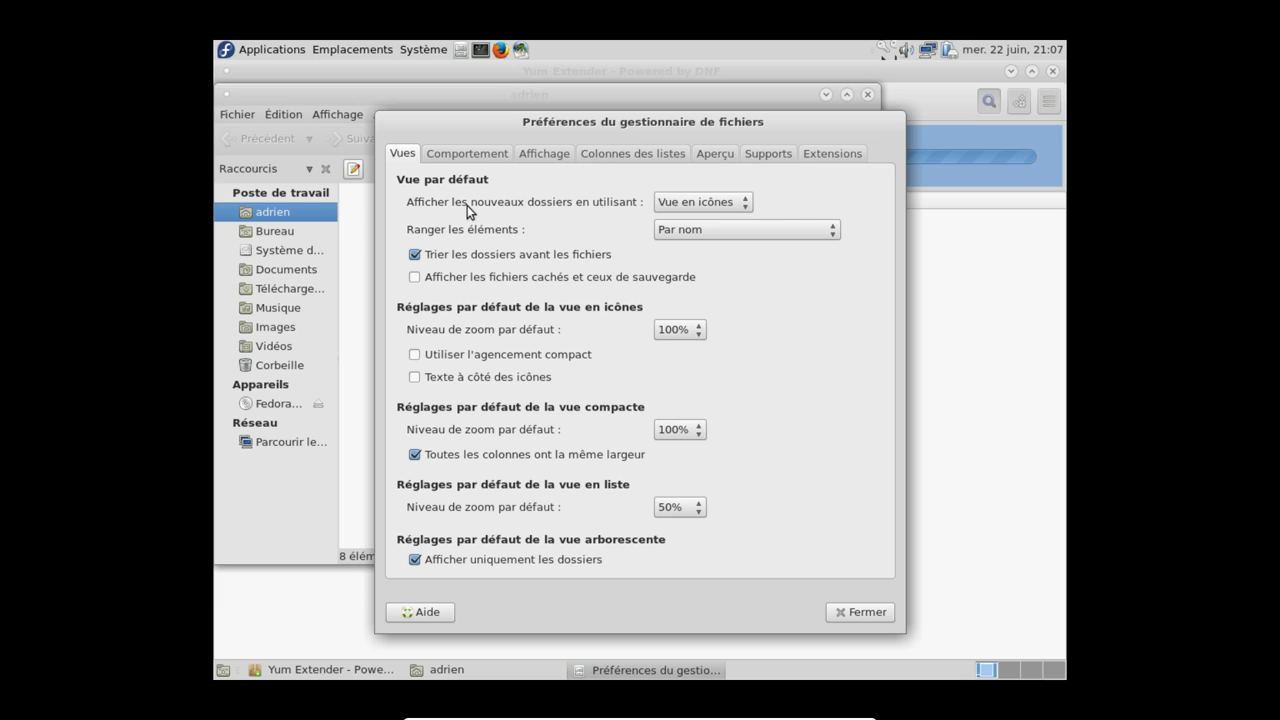 Applications Emplacements Système mer. 22 juin, 21:07
Yum Extender - Powered by DNF
adrien
Fichier Édition Affichage
Précédent Suiva
Raccourcis
Poste de travail
adrien
Bureau
Système d...
Documents
Télécharge...
Musique
Images
Vidéos
Corbeille
Appareils
Fedora...
Réseau
Parcourir le...
8 élém
Préférences du gestionnaire de fichiers
Vues Comportement Affichage Colonnes des listes Aperçu Supports Extensions
Vue par défaut
Afficher les nouveaux dossiers en utilisant : Vue en icônes
Ranger les éléments : Par nom
Trier les dossiers avant les fichiers
Afficher les fichiers cachés et ceux de sauvegarde
Réglages par défaut de la vue en icônes
Niveau de zoom par défaut : 100%
Utiliser l'agencement compact
Texte à côté des icônes
Réglages par défaut de la vue compacte
Niveau de zoom par défaut : 100%
Toutes les colonnes ont la même largeur
Réglages par défaut de la vue en liste
Niveau de zoom par défaut : 50%
Réglages par défaut de la vue arborescente
Afficher uniquement les dossiers
Aide Fermer
Yum Extender - Powe... adrien Préférences du gestio...